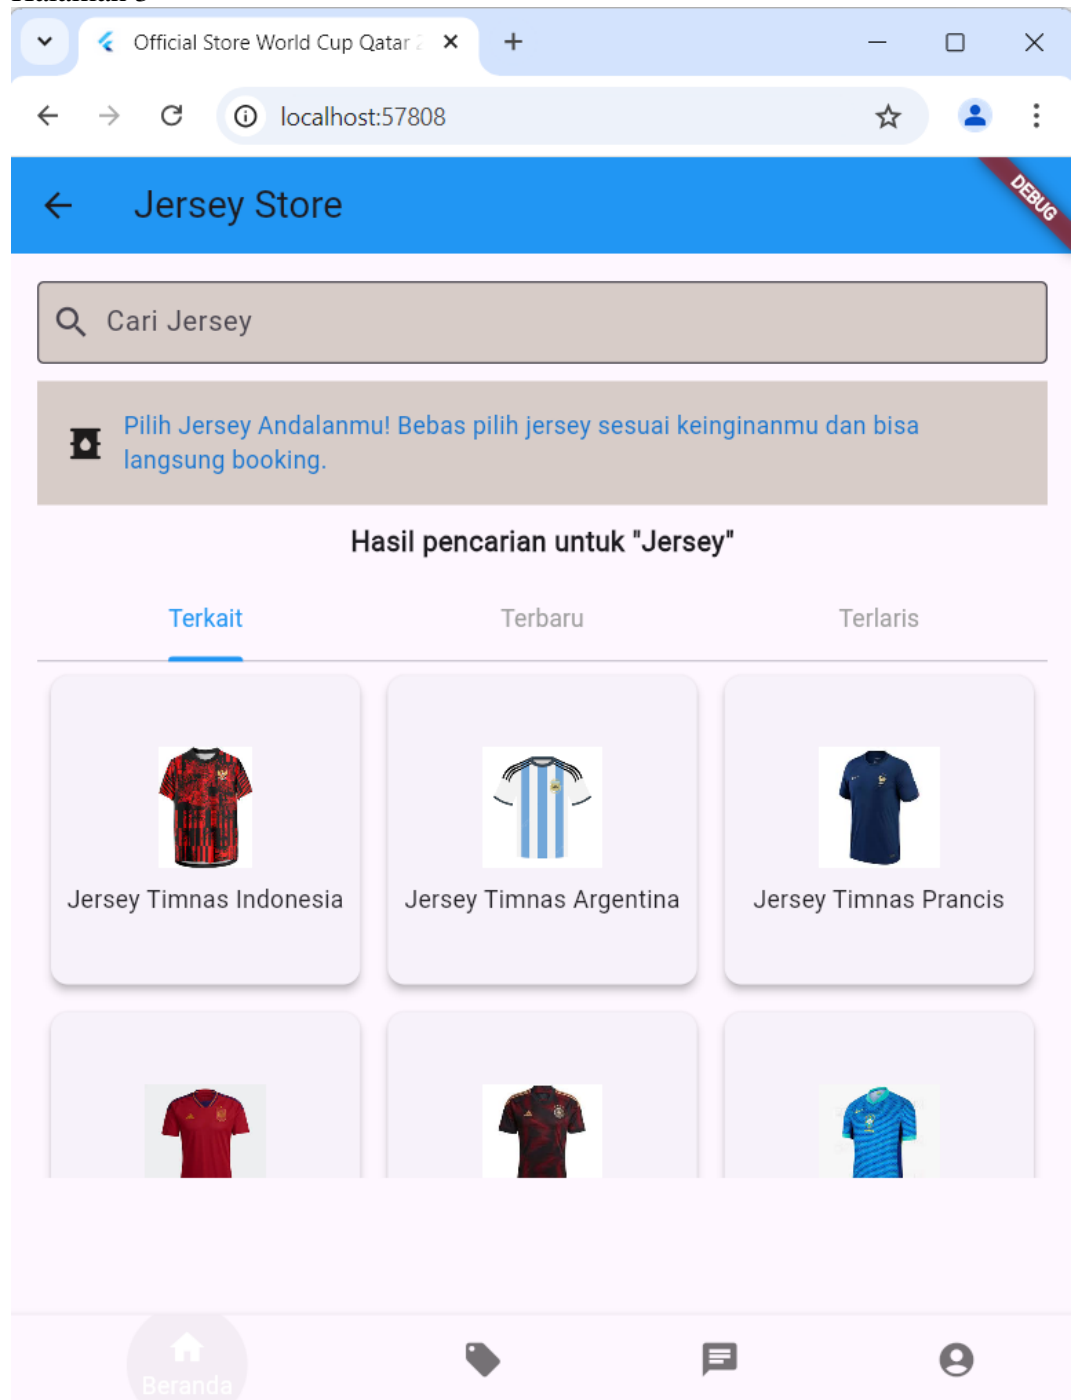 Official Store World Cup Qatar
localhost:57808
Jersey Store
DEBUG
Cari Jersey
Pilih Jersey Andalanmu! Bebas pilih jersey sesuai keinginanmu dan bisa
langsung booking.
Hasil pencarian untuk "Jersey"
Terkait
Terbaru
Terlaris
Jersey Timnas Indonesia
Jersey Timnas Argentina
Jersey Timnas Prancis
Beranda